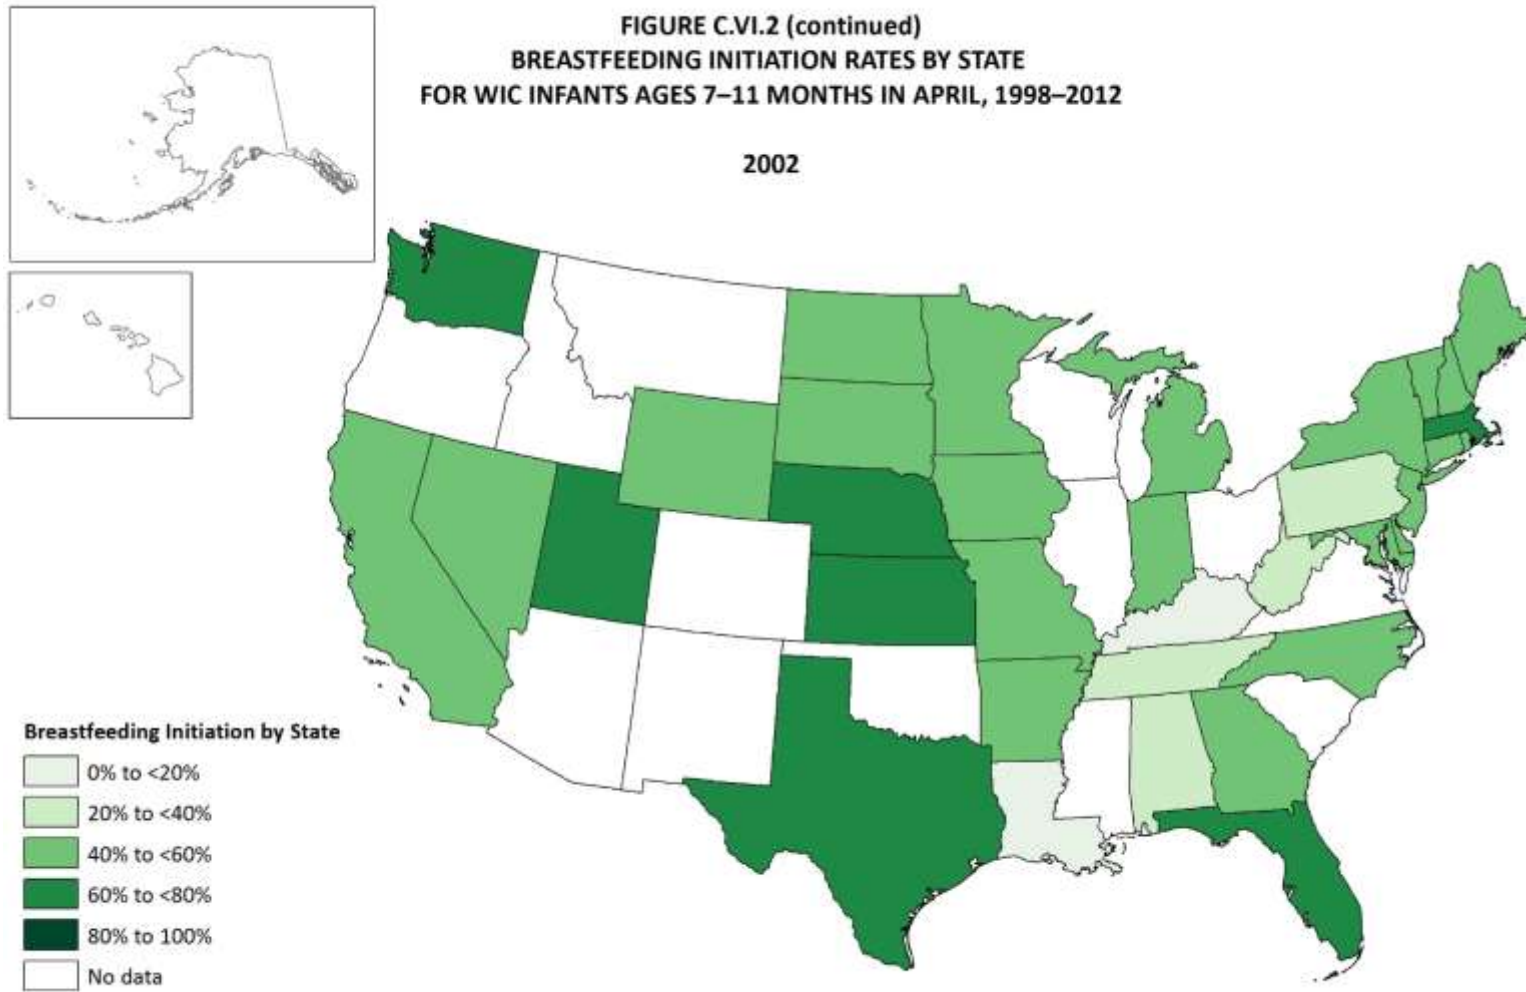 FIGURE C.VI.2 (continued)
BREASTFEEDING INITIATION RATES BY STATE
FOR WIC INFANTS AGES 7–11 MONTHS IN APRIL, 1998–2012
2002
Breastfeeding Initiation by State
0% to <20%
20% to <40%
40% to <60%
60% to <80%
80% to 100%
No data